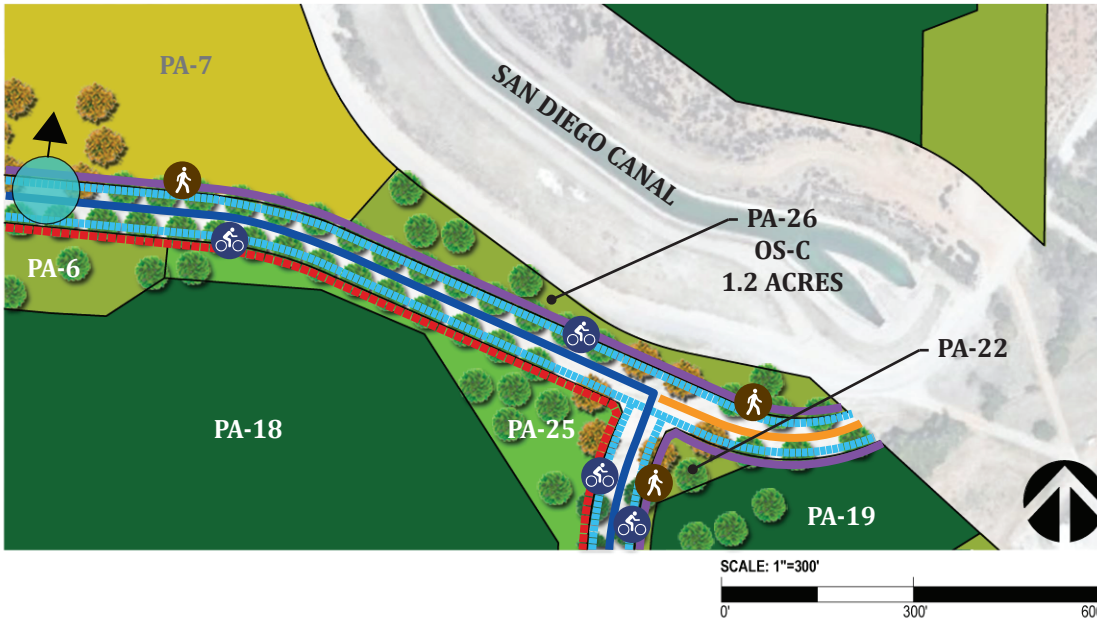 PA-7
SAN DIEGO CANAL
PA-26
OS-C
1.2 ACRES
PA-6
PA-22
PA-18
PA-25
PA-19
SCALE: 1"=300'
0'
300'